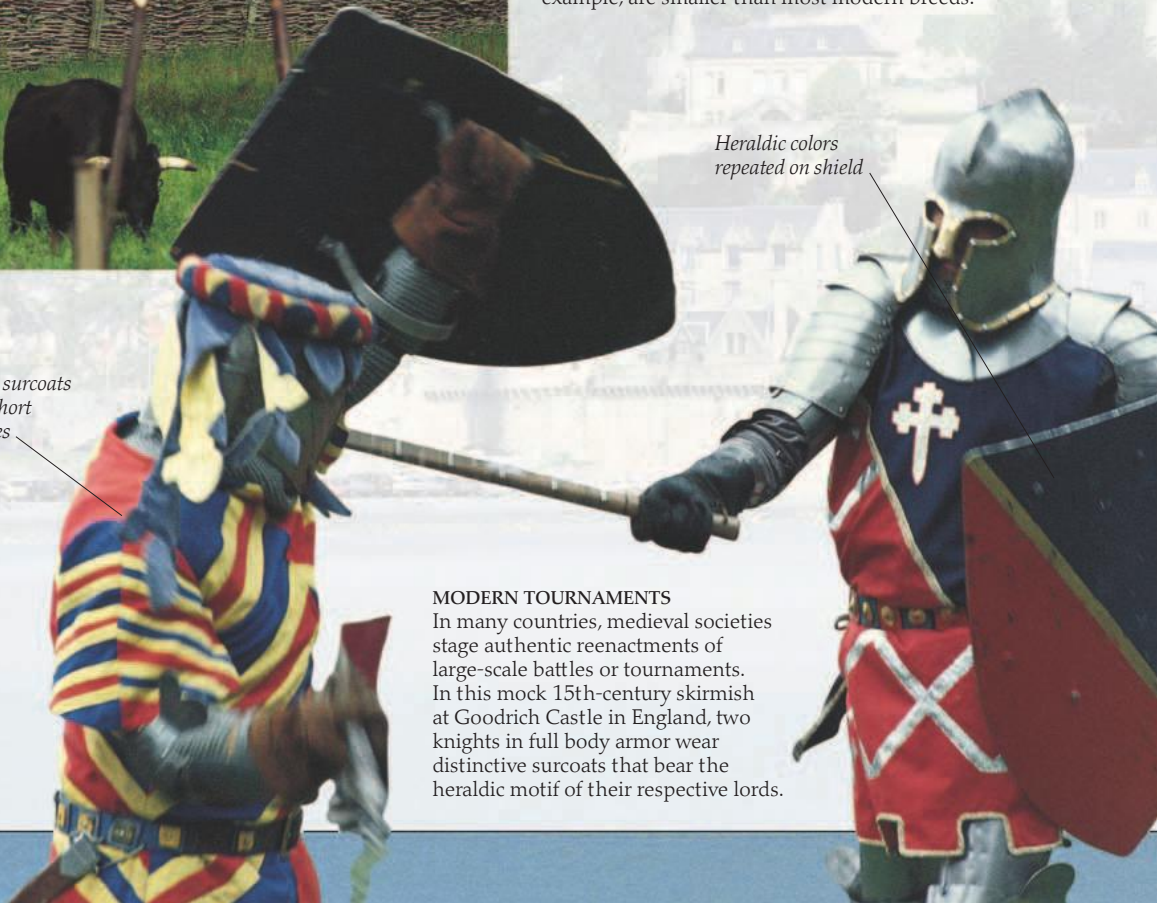 example, are smaller than most modern breeds.
Heraldic colors
repeated on shield
surcoats
MODERN TOURNAMENTS
In many countries, medieval societies
stage authentic reenactments of
large-scale battles or tournaments.
In this mock 15th-century skirmish
at Goodrich Castle in England, two
knights in full body armor wear
distinctive surcoats that bear the
heraldic motif of their respective lords.